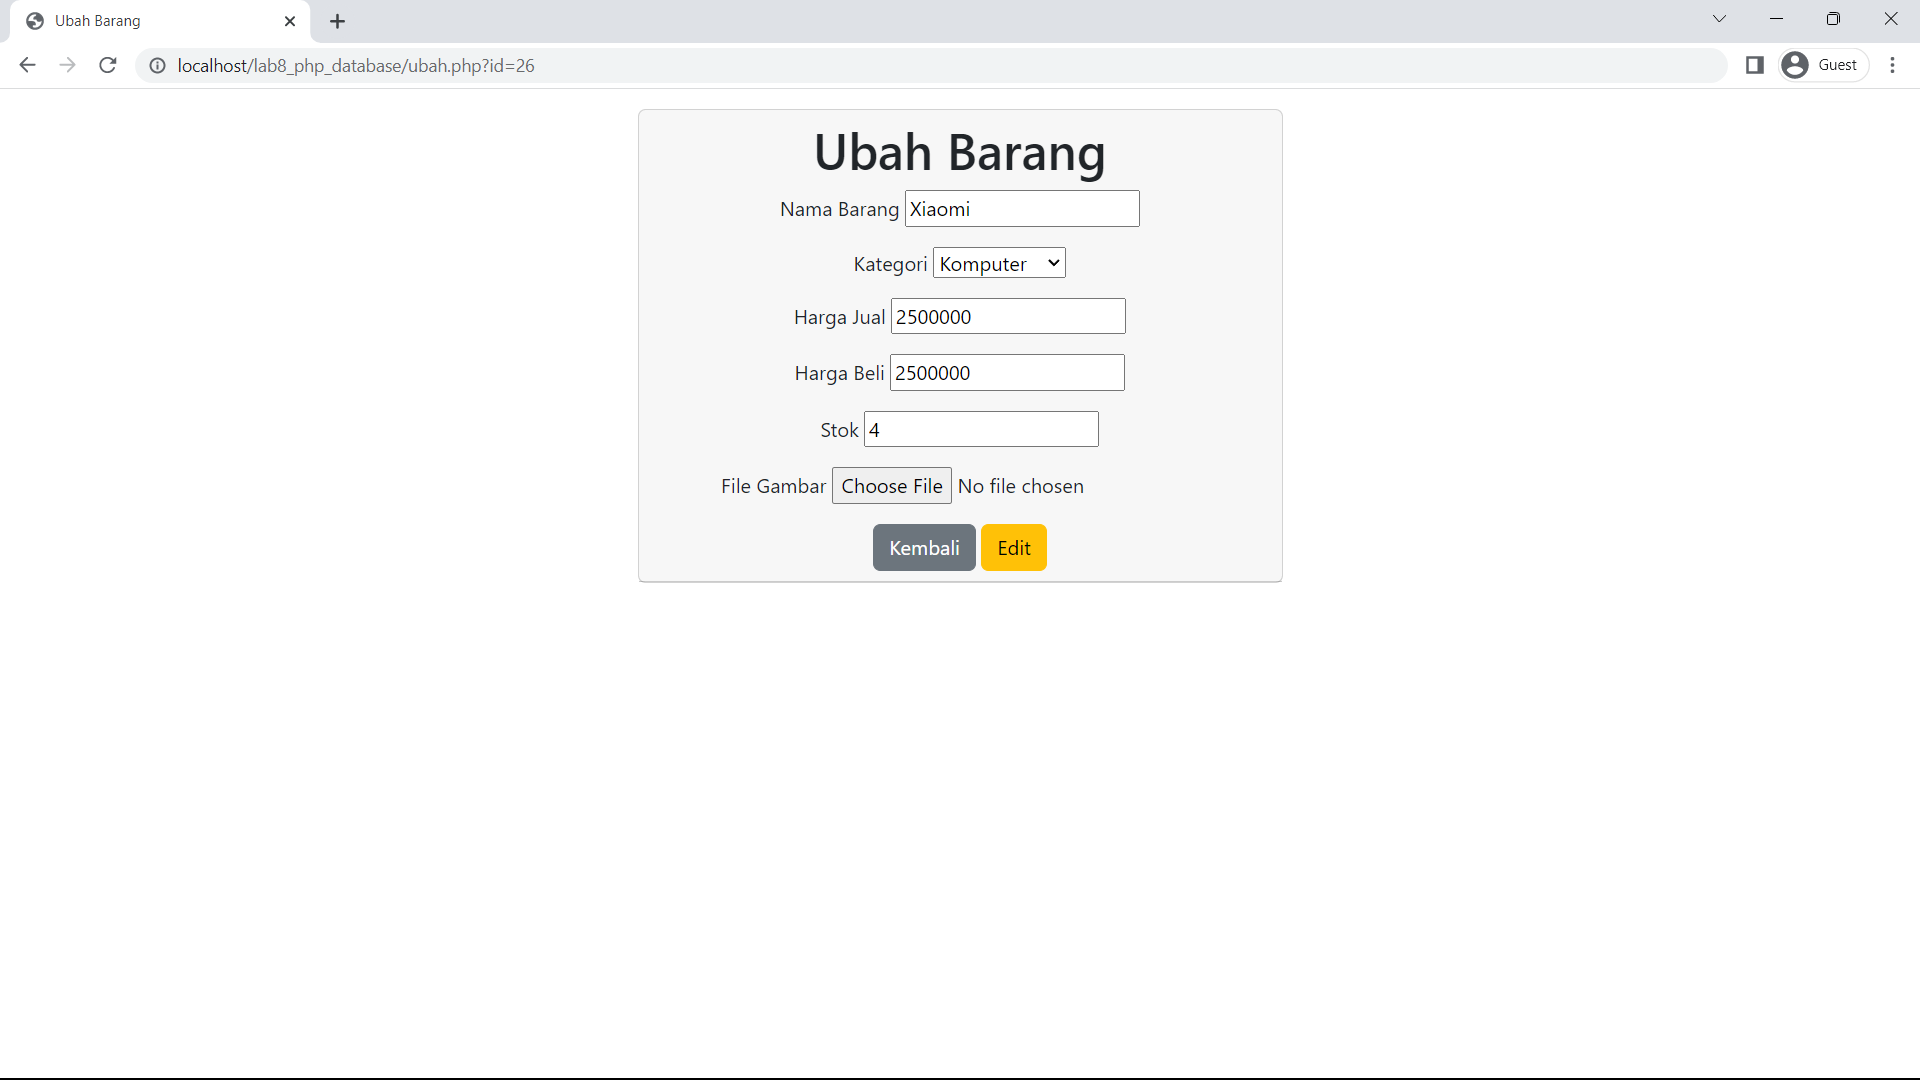 Ubah Barang
localhost/lab8_php_database/ubah.php?id=26
Guest
Ubah Barang
Nama Barang Xiaomi
Kategori Komputer
Harga Jual 2500000
Harga Beli 2500000
Stok 4
File Gambar Choose File No file chosen
Kembali Edit